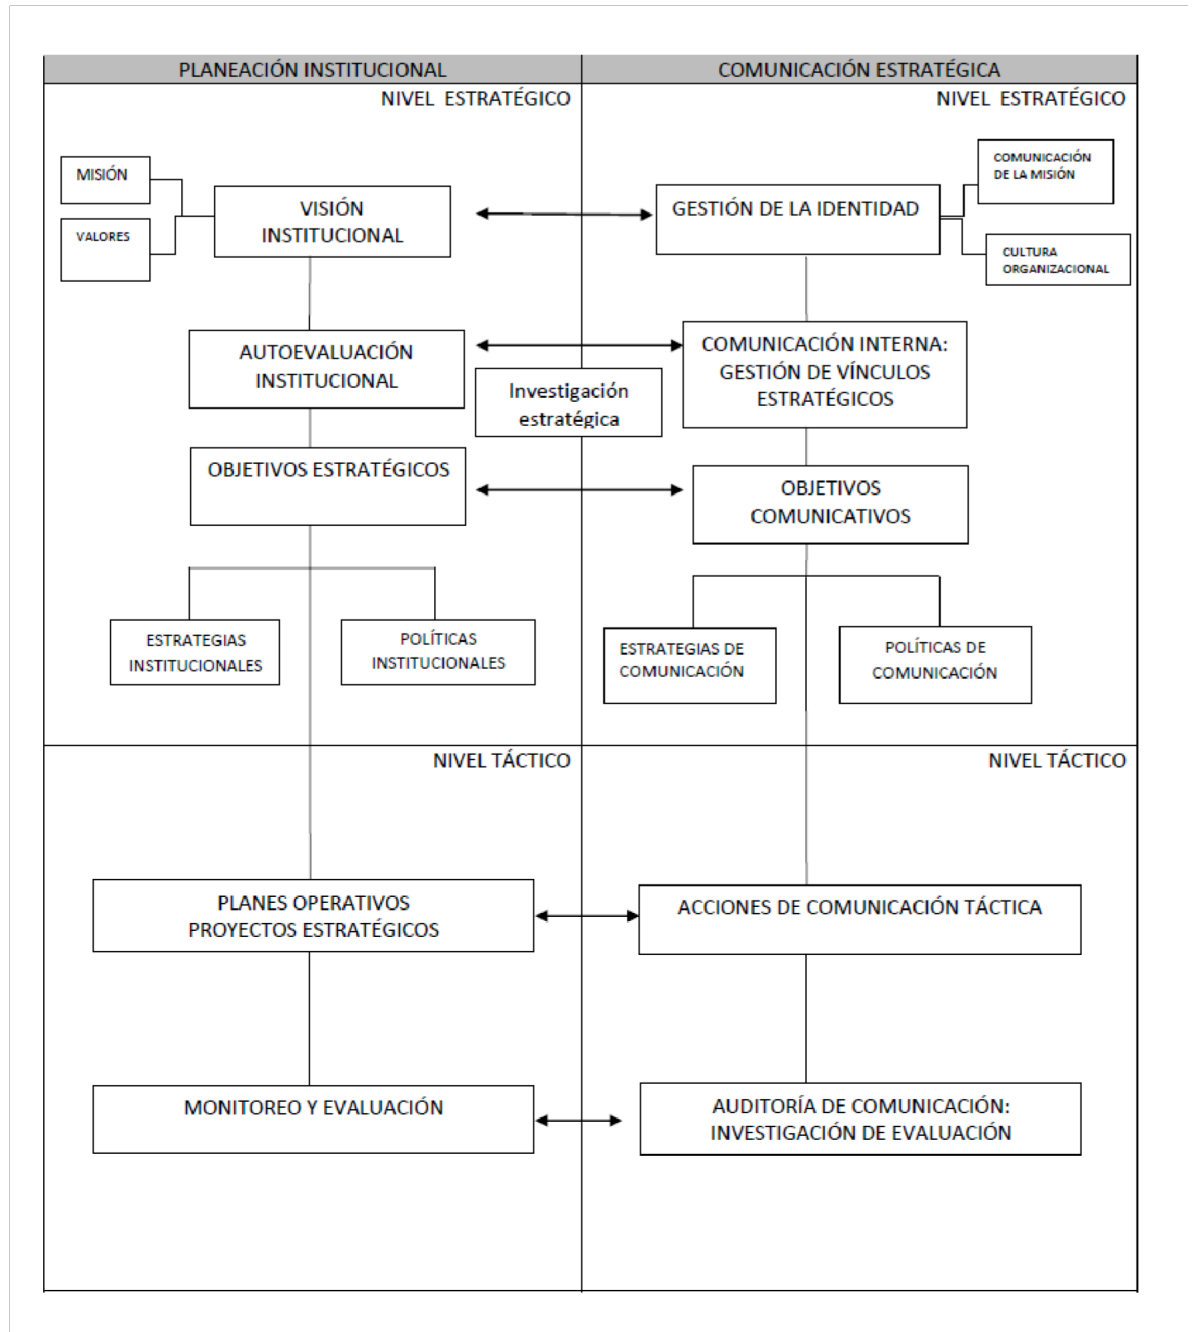 PLANEACIÓN INSTITUCIONAL
COMUNICACIÓN ESTRATÉGICA
NIVEL ESTRATÉGICO
NIVEL ESTRATÉGICO
MISIÓN
VALORES
VISIÓN
INSTITUCIONAL
GESTIÓN DE LA IDENTIDAD
COMUNICACIÓN
DE LA MISIÓN
CULTURA
ORGANIZACIONAL
AUTOEVALUACIÓN
INSTITUCIONAL
COMUNICACIÓN INTERNA:
GESTIÓN DE VÍNCULOS
ESTRATÉGICOS
Investigación
estratégica
OBJETIVOS ESTRATÉGICOS
OBJETIVOS
COMUNICATIVOS
ESTRATEGIAS
INSTITUCIONALES
POLÍTICAS
INSTITUCIONALES
ESTRATEGIAS DE
COMUNICACIÓN
POLÍTICAS DE
COMUNICACIÓN
NIVEL TÁCTICO
NIVEL TÁCTICO
PLANES OPERATIVOS
PROYECTOS ESTRATÉGICOS
ACCIONES DE COMUNICACIÓN TÁCTICA
MONITOREO Y EVALUACIÓN
AUDITORÍA DE COMUNICACIÓN:
INVESTIGACIÓN DE EVALUACIÓN